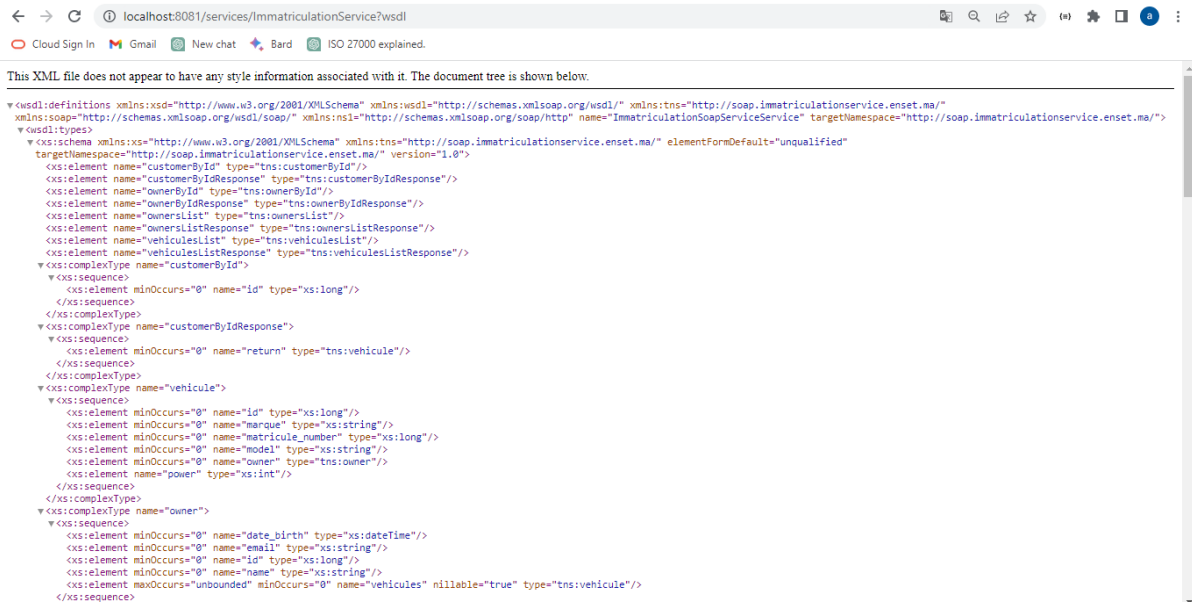 localhost:8081/services/ImmatriculationService?wsdl
a
Cloud Sign In Gmail New chat Bard ISO 27000 explained.
This XML file does not appear to have any style information associated with it. The document tree is shown below.
▼<wsdl:definitions xmlns:xsd="http://www.w3.org/2001/XMLSchema" xmlns:wsdl="http://schemas.xmlsoap.org/wsdl/" xmlns:tns="http://soap.immatriculationservice.enset.ma/"
xmlns:soap="http://schemas.xmlsoap.org/wsdl/soap/" xmlns:ns1="http://schemas.xmlsoap.org/soap/http" name="ImmatriculationSoapServiceService" targetNamespace="http://soap.immatriculationservice.enset.ma/">
▼<wsdl:types>
▼<xs:schema xmlns:xs="http://www.w3.org/2001/XMLSchema" xmlns:tns="http://soap.immatriculationservice.enset.ma/" elementFormDefault="unqualified"
targetNamespace="http://soap.immatriculationservice.enset.ma/" version="1.0">
<xs:element name="customerById" type="tns:customerById"/>
<xs:element name="customerByIdResponse" type="tns:customerByIdResponse"/>
<xs:element name="ownerById" type="tns:ownerById"/>
<xs:element name="ownerByIdResponse" type="tns:ownerByIdResponse"/>
<xs:element name="ownersList" type="tns:ownersList"/>
<xs:element name="ownersListResponse" type="tns:ownersListResponse"/>
<xs:element name="vehiculesList" type="tns:vehiculesList"/>
<xs:element name="vehiculesListResponse" type="tns:vehiculesListResponse"/>
▼<xs:complexType name="customerById">
▼<xs:sequence>
<xs:element minOccurs="0" name="id" type="xs:long"/>
</xs:sequence>
</xs:complexType>
▼<xs:complexType name="customerByIdResponse">
▼<xs:sequence>
<xs:element minOccurs="0" name="return" type="tns:vehicule"/>
</xs:sequence>
</xs:complexType>
▼<xs:complexType name="vehicule">
▼<xs:sequence>
<xs:element minOccurs="0" name="id" type="xs:long"/>
<xs:element minOccurs="0" name="marque" type="xs:string"/>
<xs:element minOccurs="0" name="matricule_number" type="xs:long"/>
<xs:element minOccurs="0" name="model" type="xs:string"/>
<xs:element minOccurs="0" name="owner" type="tns:owner"/>
<xs:element name="power" type="xs:int"/>
</xs:sequence>
</xs:complexType>
▼<xs:complexType name="owner">
▼<xs:sequence>
<xs:element minOccurs="0" name="date_birth" type="xs:dateTime"/>
<xs:element minOccurs="0" name="email" type="xs:string"/>
<xs:element minOccurs="0" name="id" type="xs:long"/>
<xs:element minOccurs="0" name="name" type="xs:string"/>
<xs:element maxOccurs="unbounded" minOccurs="0" name="vehicules" nillable="true" type="tns:vehicule"/>
</xs:sequence>